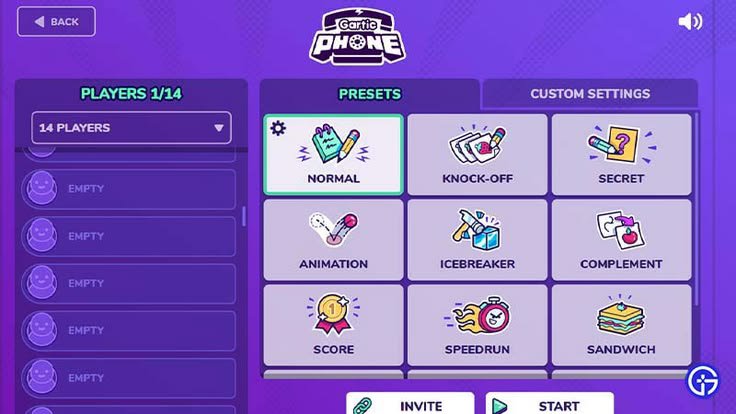 BACK
Gartic
PHONE
PLAYERS 1/14
14 PLAYERS
EMPTY
EMPTY
EMPTY
EMPTY
EMPTY
PRESETS
CUSTOM SETTINGS
NORMAL
KNOCK-OFF
SECRET
ANIMATION
ICEBREAKER
COMPLEMENT
1
SCORE
SPEEDRUN
SANDWICH
INVITE
START